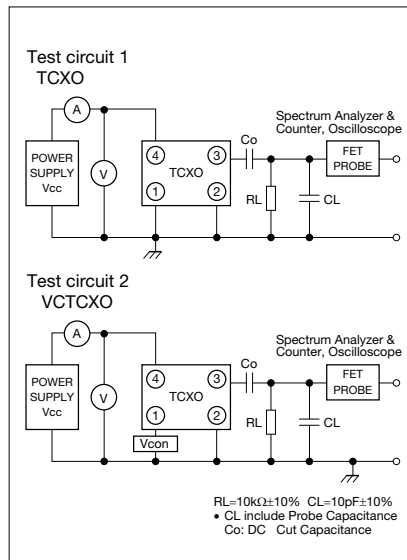 Test circuit 1
TCXO
A
Spectrum Analyzer &
Counter, Oscilloscope
Co
POWER
SUPPLY
Vcc
V
4
3
TCXO
1
2
RL
CL
FET
PROBE
Test circuit 2
VCTCXO
A
Spectrum Analyzer &
Counter, Oscilloscope
Co
POWER
SUPPLY
Vcc
V
4
3
TCXO
1
2
Vcon
RL
CL
FET
PROBE
RL=10kΩ±10% CL=10pF±10%
• CL include Probe Capacitance
Co: DC Cut Capacitance